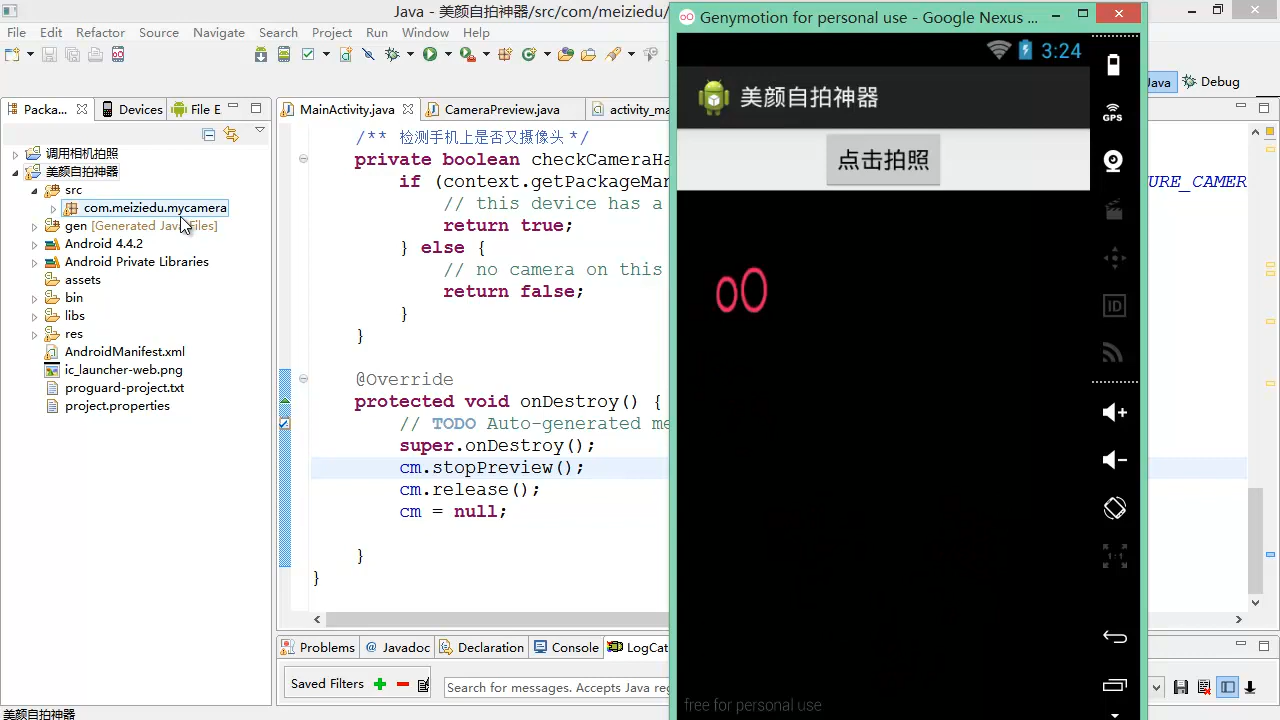 Java - 美颜自拍神器/src/com/meiziedu/
Genymotion for personal use - Google Nexus ...
File Edit Refactor Source Navigate Search Project Run Window Help
Java Debug
Pac... Devices File E
MainActivity.java CameraPreview.java activity_ma
调用相机拍照
美颜自拍神器
src
com.meiziedu.mycamera
gen [Generated Java Files]
Android 4.4.2
Android Private Libraries
assets
bin
libs
res
AndroidManifest.xml
ic_launcher-web.png
proguard-project.txt
project.properties
/** 检测手机上是否又摄像头 */
private boolean checkCameraHa
if (context.getPackageMan
URE_CAMER
// this device has a
return true;
} else {
// no camera on this
return false;
}
}
@Override
protected void onDestroy() {
// TODO Auto-generated me
super.onDestroy();
cm.stopPreview();
cm.release();
cm = null;
}
}
3:24
美颜自拍神器
点击拍照
oO
free for personal use
GPS
ID
1:1
Problems @ Javadoc Declaration Console LogCat
Saved Filters
Search for messages. Accepts Java reg
美颜自拍神器